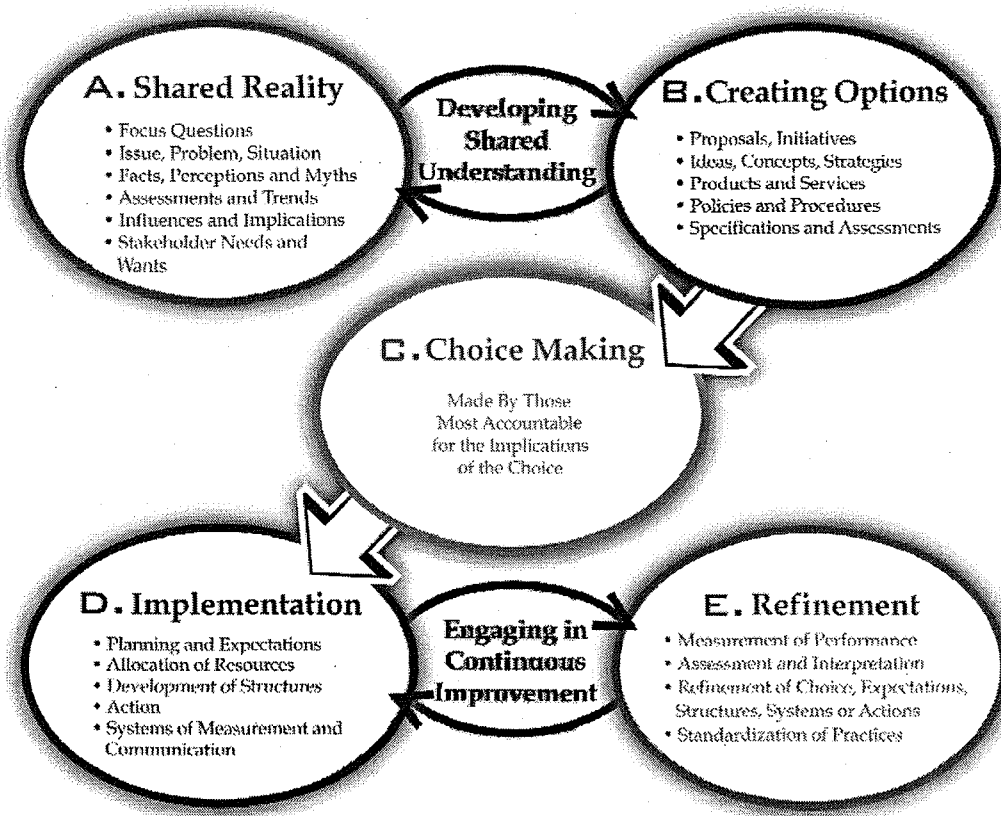 A. Shared Reality
• Focus Questions
• Issue, Problem, Situation
• Facts, Perceptions and Myths
• Assessments and Trends
• Influences and Implications
• Stakeholder Needs and
Wants
Developing
Shared
Understanding
B. Creating Options
• Proposals, Initiatives
• Ideas, Concepts, Strategies
• Products and Services
• Policies and Procedures
• Specifications and Assessments
C. Choice Making
Made By Those
Most Accountable
for the Implications
of the Choice
D. Implementation
• Planning and Expectations
• Allocation of Resources
• Development of Structures
• Action
• Systems of Measurement and
Communication
Engaging in
Continuous
Improvement
E. Refinement
• Measurement of Performance
• Assessment and Interpretation
• Refinement of Choice, Expectations,
Structures, Systems or Actions
• Standardization of Practices